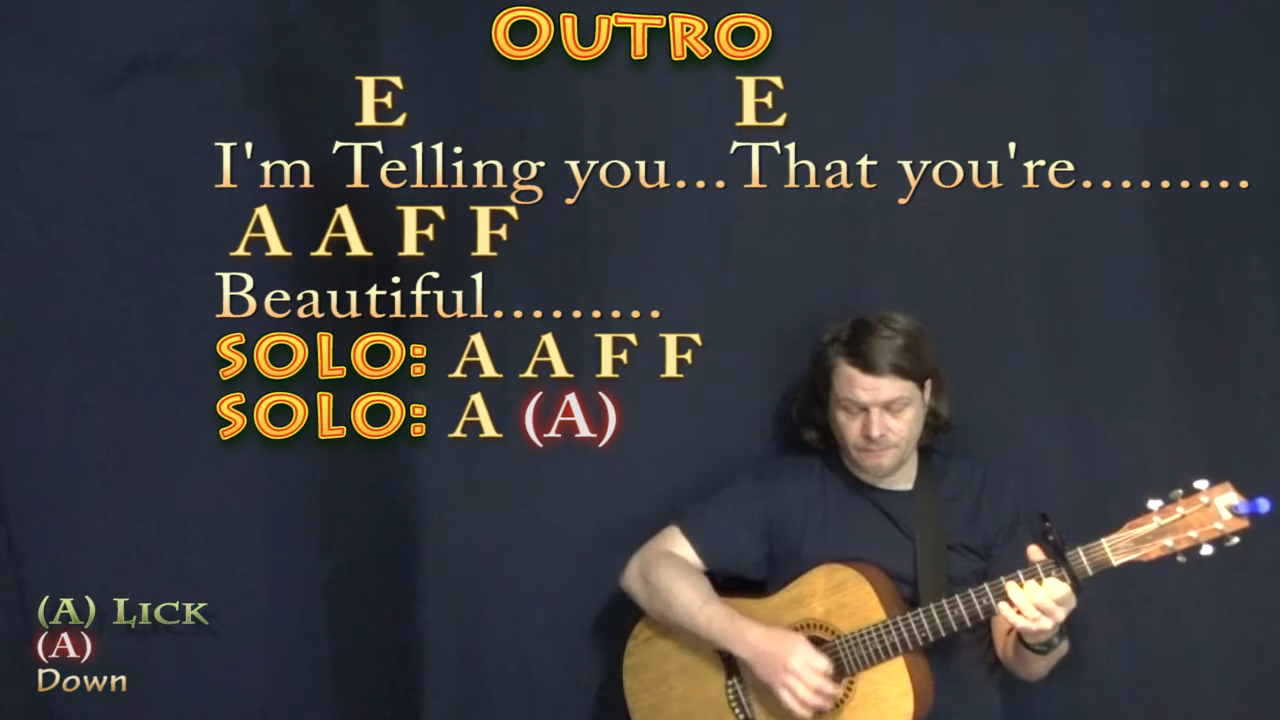 OUTRO
E E
I'm Telling you...That you're.........
A A F F
Beautiful.........
SOLO: A A F F
SOLO: A (A)
(A) LICK
(A)
Down